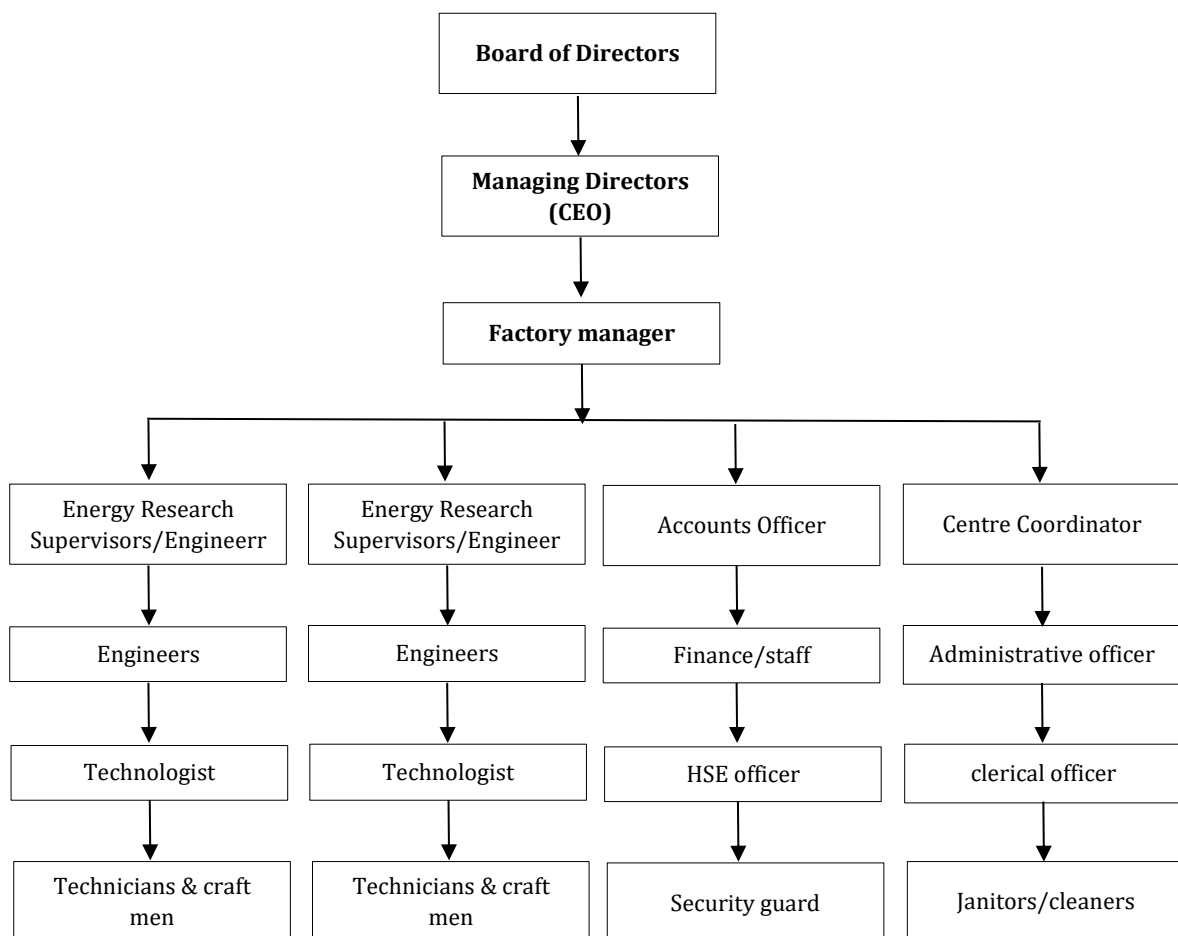 Board of Directors
Managing Directors
(CEO)
Factory manager
Energy Research
Supervisors/Engineerr
Energy Research
Supervisors/Engineer
Accounts Officer
Centre Coordinator
Engineers
Engineers
Finance/staff
Administrative officer
Technologist
Technologist
HSE officer
clerical officer
Technicians & craft
men
Technicians & craft
men
Security guard
Janitors/cleaners